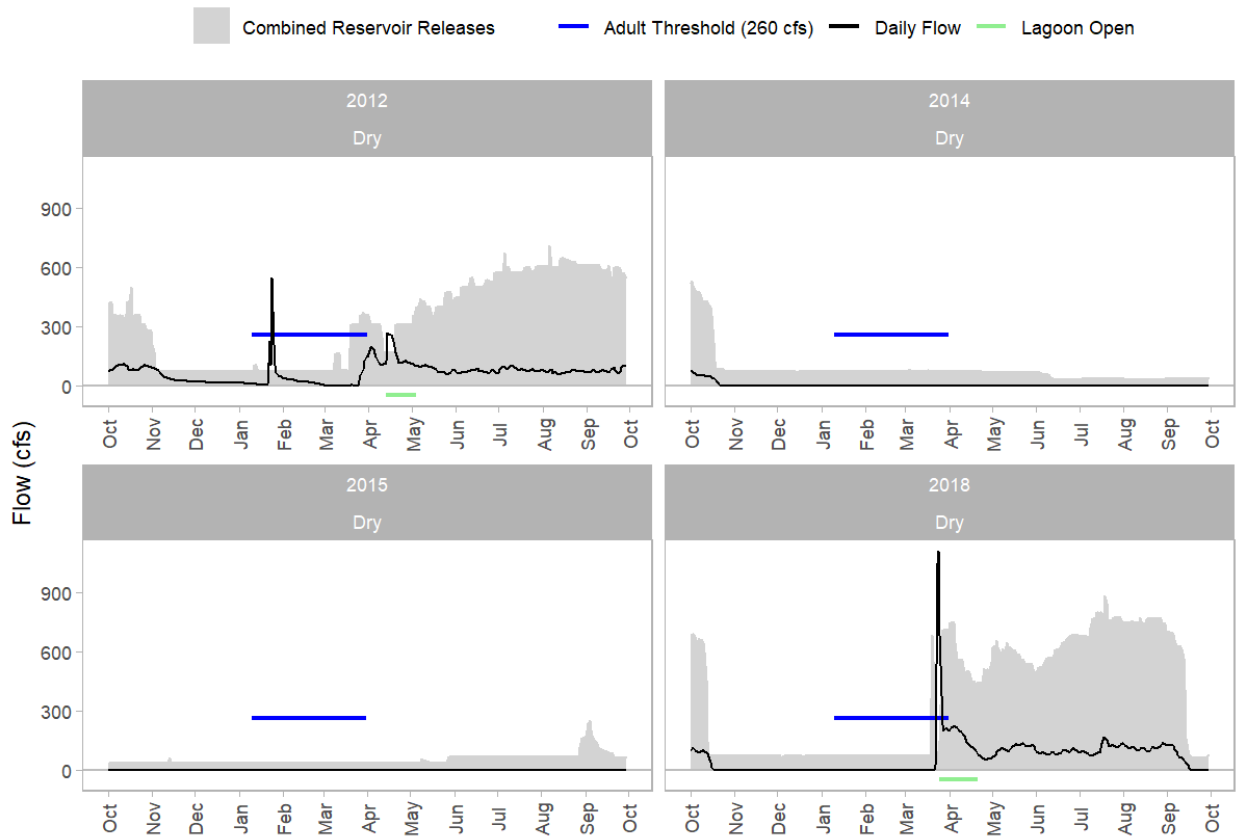 Combined Reservoir Releases Adult Threshold (260 cfs) Daily Flow Lagoon Open
2012 2014
Dry Dry
900
600
300
0
Oct Nov Dec Jan Feb Mar Apr May Jun Jul Aug Sep Oct Oct Nov Dec Jan Feb Mar Apr May Jun Jul Aug Sep Oct
Flow (cfs)
2015 2018
Dry Dry
900
600
300
0
Oct Nov Dec Jan Feb Mar Apr May Jun Jul Aug Sep Oct Oct Nov Dec Jan Feb Mar Apr May Jun Jul Aug Sep Oct